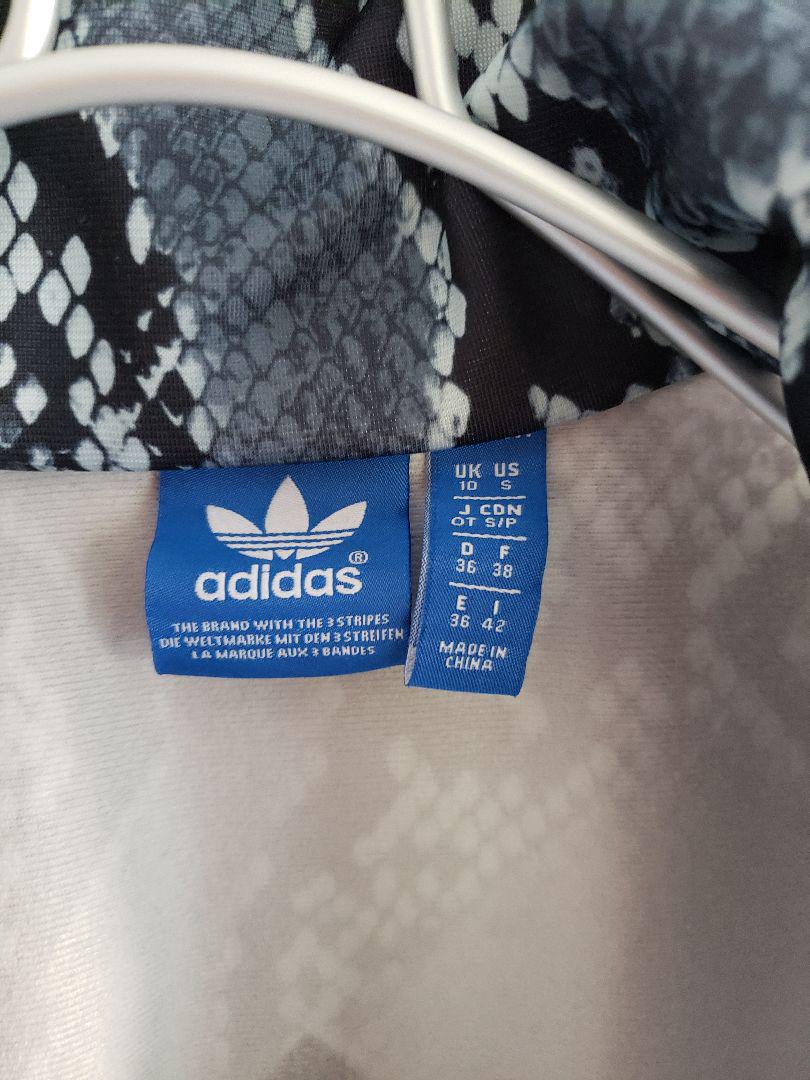 adidas®
THE BRAND WITH THE 3 STRIPES
DIE WELTMARKE MIT DEN 3 STREIFEN
LA MARQUE AUX 3 BANDES
UK US
10 S
J CDN
OT S/P
D F
36 38
E I
36 42
MADE IN
CHINA